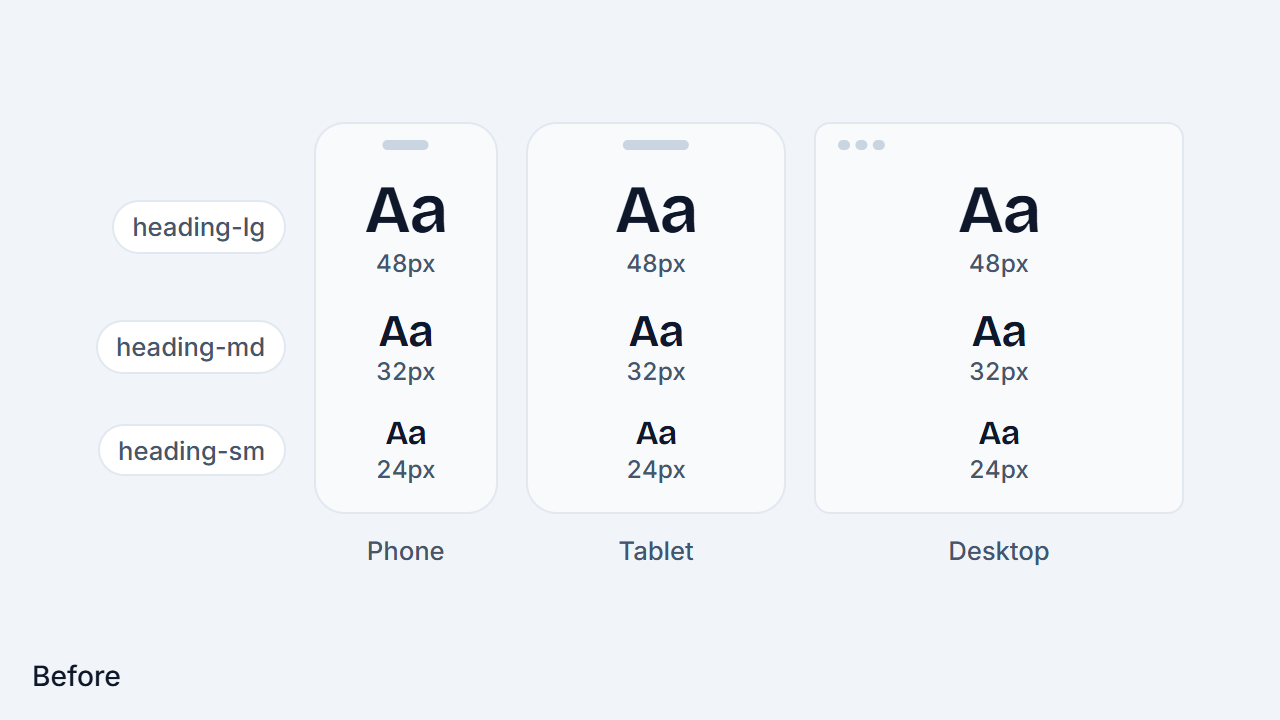 heading-lg
Aa
48px
Aa
48px
Aa
48px
heading-md
Aa
32px
Aa
32px
Aa
32px
heading-sm
Aa
24px
Aa
24px
Aa
24px
Phone
Tablet
Desktop
Before